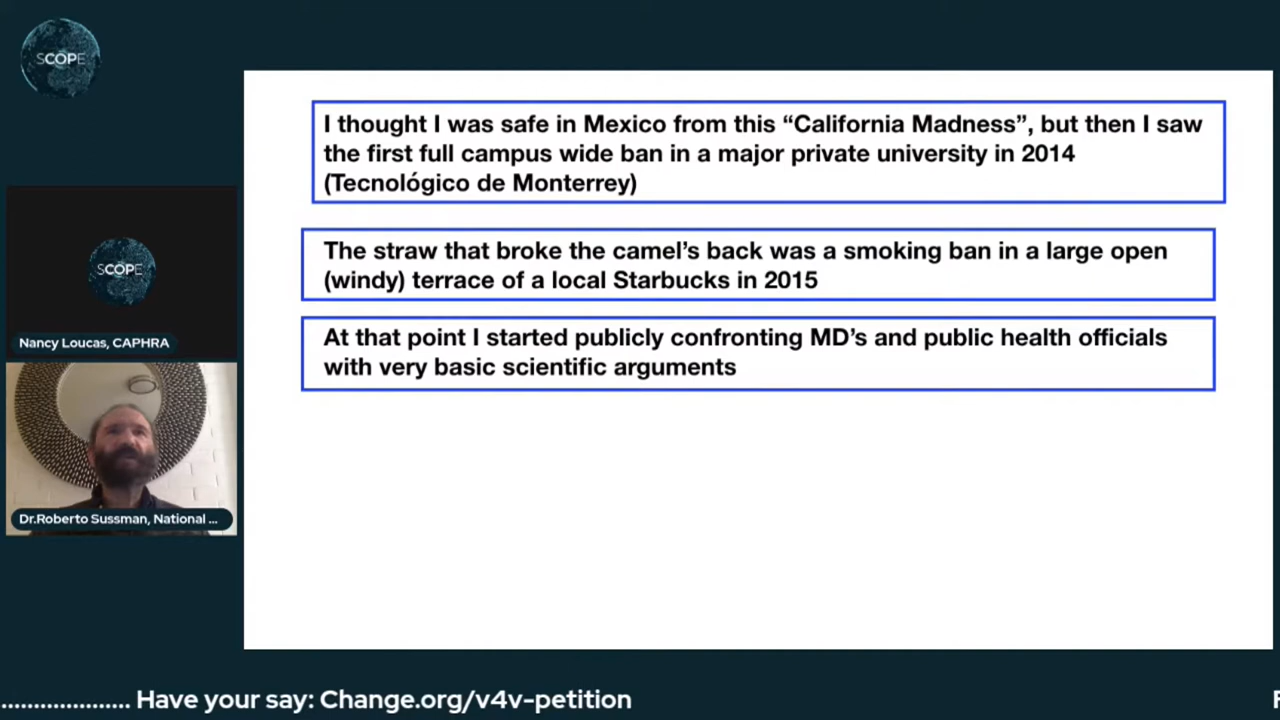 SCOPE
I thought I was safe in Mexico from this “California Madness”, but then I saw
the first full campus wide ban in a major private university in 2014
(Tecnológico de Monterrey)
The straw that broke the camel’s back was a smoking ban in a large open
(windy) terrace of a local Starbucks in 2015
At that point I started publicly confronting MD’s and public health officials
with very basic scientific arguments
SCOPE
Nancy Loucas, CAPHRA
Dr.Roberto Sussman, National ...
..................... Have your say: Change.org/v4v-petition